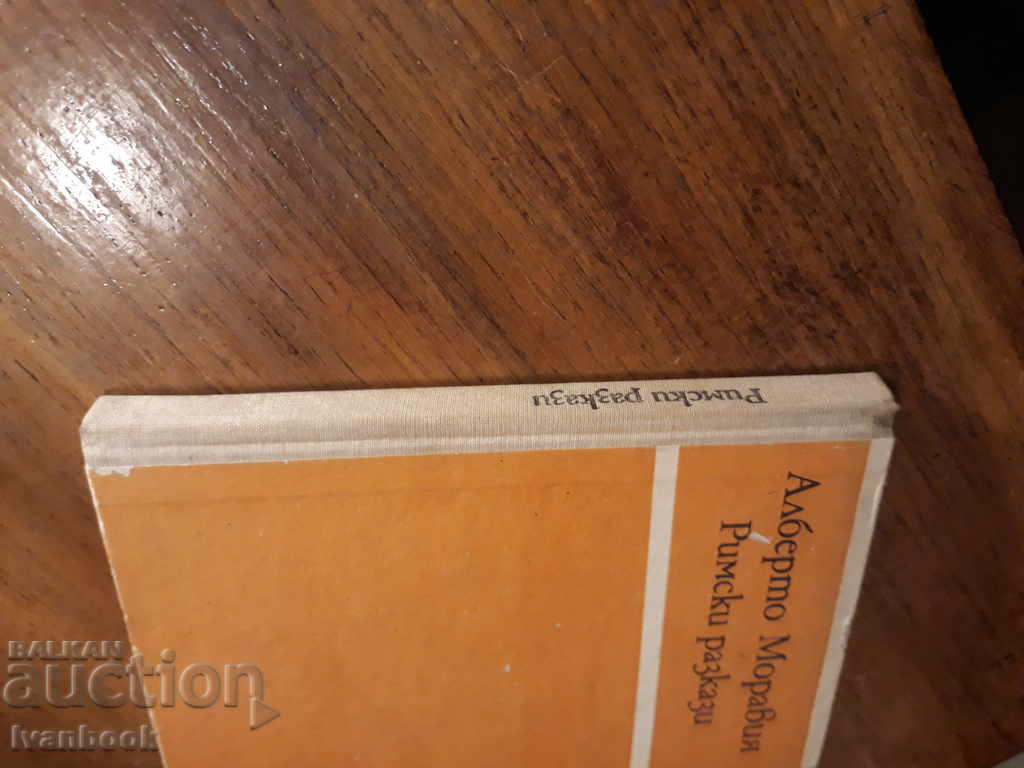 Римски разкази
Алберто Моравия
Римски разкази
BALKAN
auction
Ivanbook